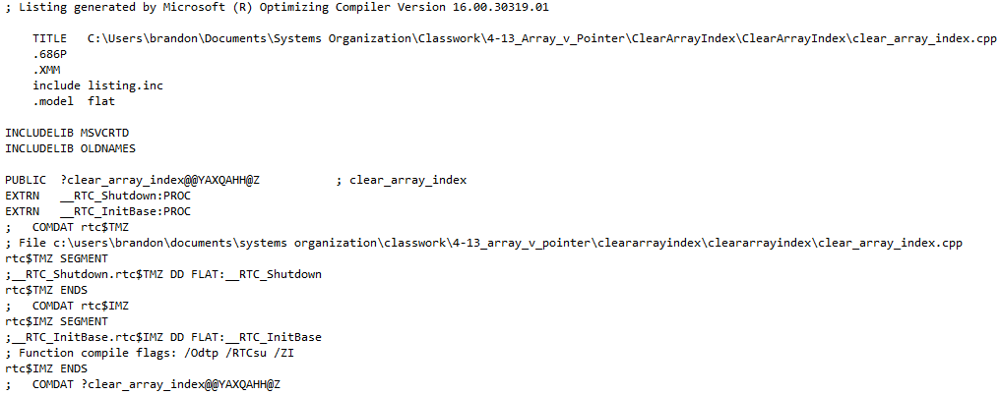 ; Listing generated by Microsoft (R) Optimizing Compiler Version 16.00.30319.01
TITLE C:\Users\brandon\Documents\Systems Organization\Classwork\4-13_Array_v_Pointer\ClearArrayIndex\ClearArrayIndex\clear_array_index.cpp
.686P
.XMM
include listing.inc
.model flat
INCLUDELIB MSVCRTD
INCLUDELIB OLDNAMES
PUBLIC ?clear_array_index@@YAXQAHH@Z ; clear_array_index
EXTRN __RTC_Shutdown:PROC
EXTRN __RTC_InitBase:PROC
; COMDAT rtc$TMZ
; File c:\users\brandon\documents\systems organization\classwork\4-13_array_v_pointer\cleararrayindex\cleararrayindex\clear_array_index.cpp
rtc$TMZ SEGMENT
;__RTC_Shutdown.rtc$TMZ DD FLAT:__RTC_Shutdown
rtc$TMZ ENDS
; COMDAT rtc$IMZ
rtc$IMZ SEGMENT
;__RTC_InitBase.rtc$IMZ DD FLAT:__RTC_InitBase
; Function compile flags: /Odtp /RTCsu /ZI
rtc$IMZ ENDS
; COMDAT ?clear_array_index@@YAXQAHH@Z